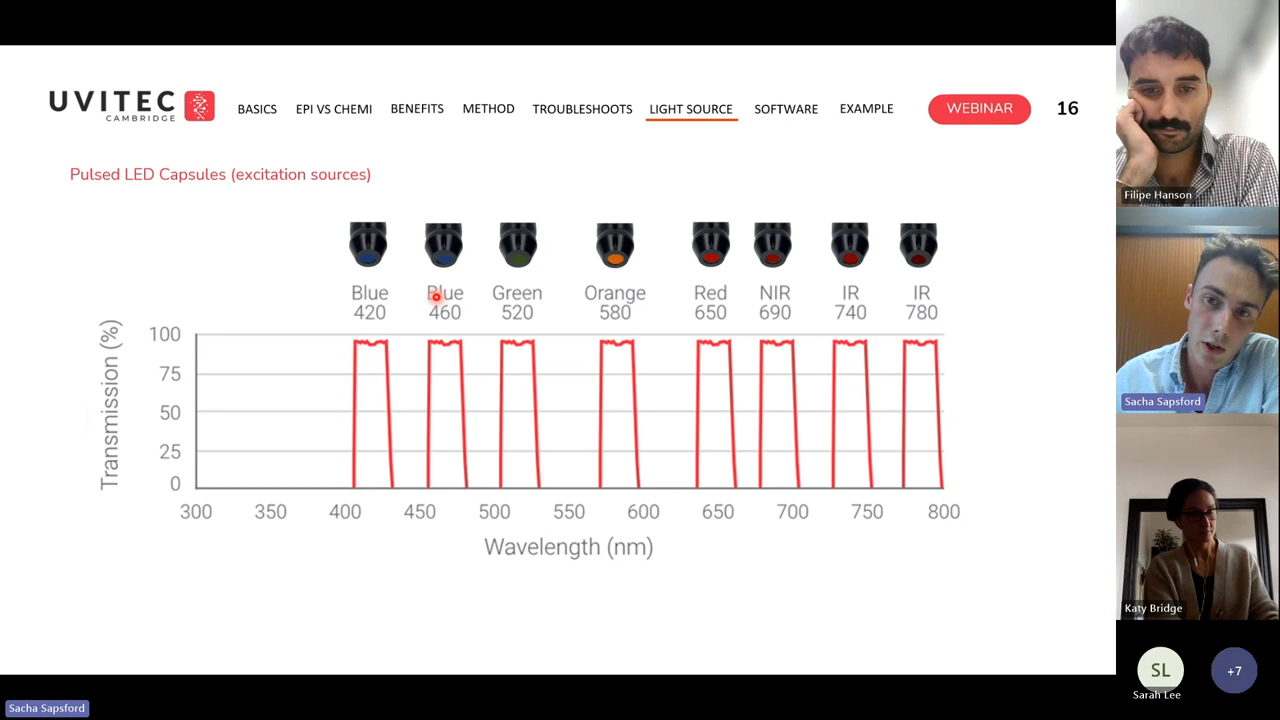 UVITEC
CAMBRIDGE
BASICS EPI VS CHEMI BENEFITS METHOD TROUBLESHOOTS LIGHT SOURCE SOFTWARE EXAMPLE
WEBINAR
16
Pulsed LED Capsules (excitation sources)
Blue Blue Green Orange Red NIR IR IR
420 460 520 580 650 690 740 780
Transmission (%)
100
75
50
25
0
300 350 400 450 500 550 600 650 700 750 800
Wavelength (nm)
Filipe Hanson
Sacha Sapsford
Katy Bridge
SL
Sarah Lee
+7
Sacha Sapsford